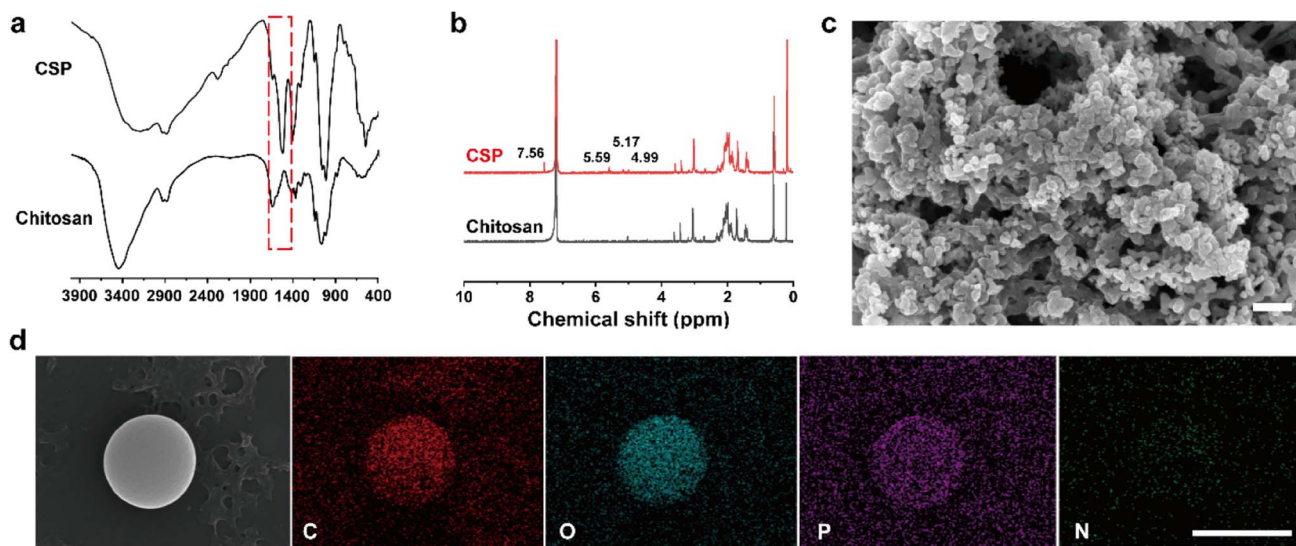 a
CSP
Chitosan
3900 3400 2900 2400 1900 1400 900 400
b
7.56
5.59
5.17
4.99
CSP
Chitosan
10 8 6 4 2 0
Chemical shift (ppm)
c
d
C
O
P
N